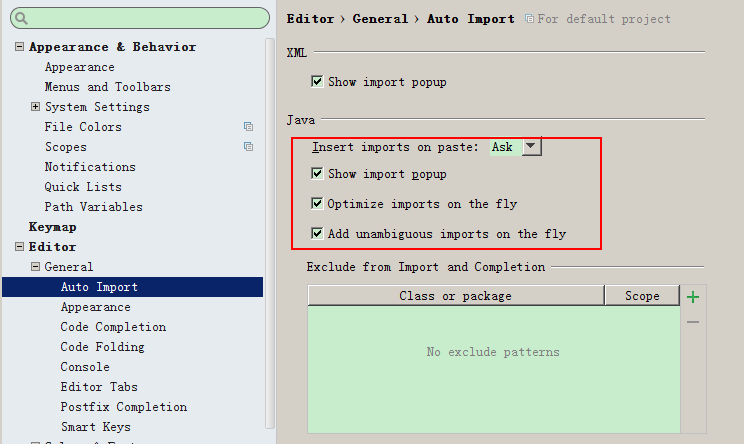 Editor › General › Auto Import For default project
Appearance & Behavior
Appearance
Menus and Toolbars
System Settings
File Colors
Scopes
Notifications
Quick Lists
Path Variables
Keymap
Editor
General
Auto Import
Appearance
Code Completion
Code Folding
Console
Editor Tabs
Postfix Completion
Smart Keys
XML
Show import popup
Java
Insert imports on paste: Ask
Show import popup
Optimize imports on the fly
Add unambiguous imports on the fly
Exclude from Import and Completion
Class or package Scope
No exclude patterns